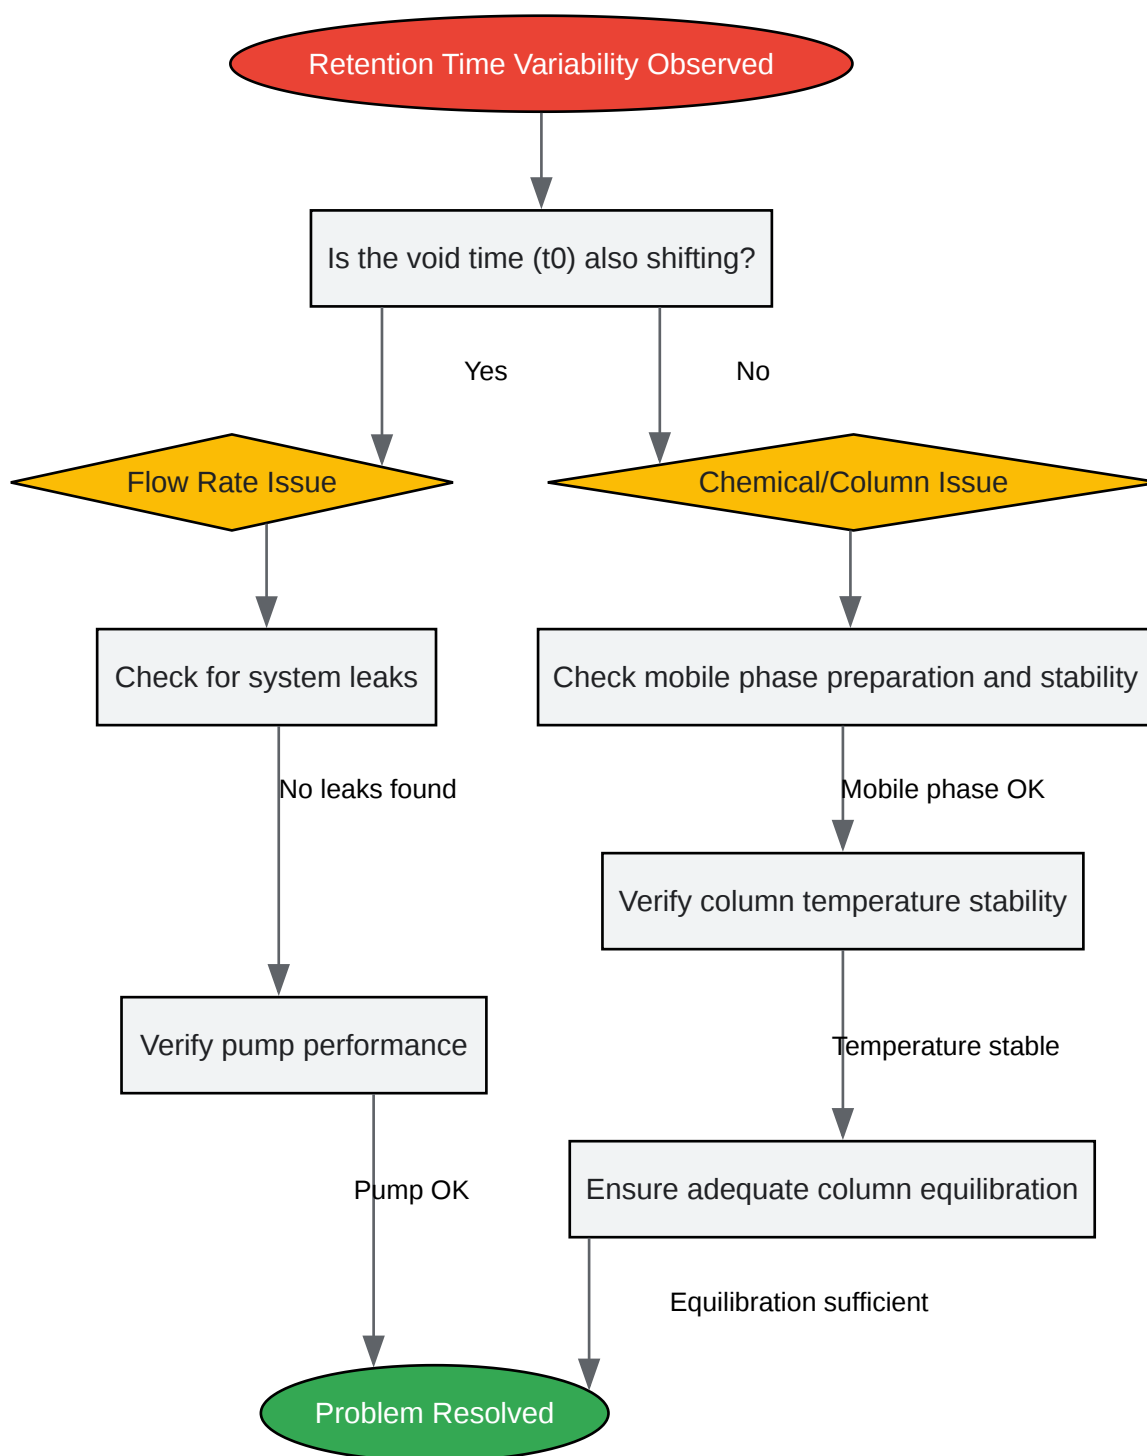 Retention Time Variability Observed
Is the void time (t0) also shifting?
Yes
No
Flow Rate Issue
Chemical/Column Issue
Check for system leaks
Check mobile phase preparation and stability
No leaks found
Mobile phase OK
Verify column temperature stability
Verify pump performance
Temperature stable
Pump OK
Ensure adequate column equilibration
Equilibration sufficient
Problem Resolved